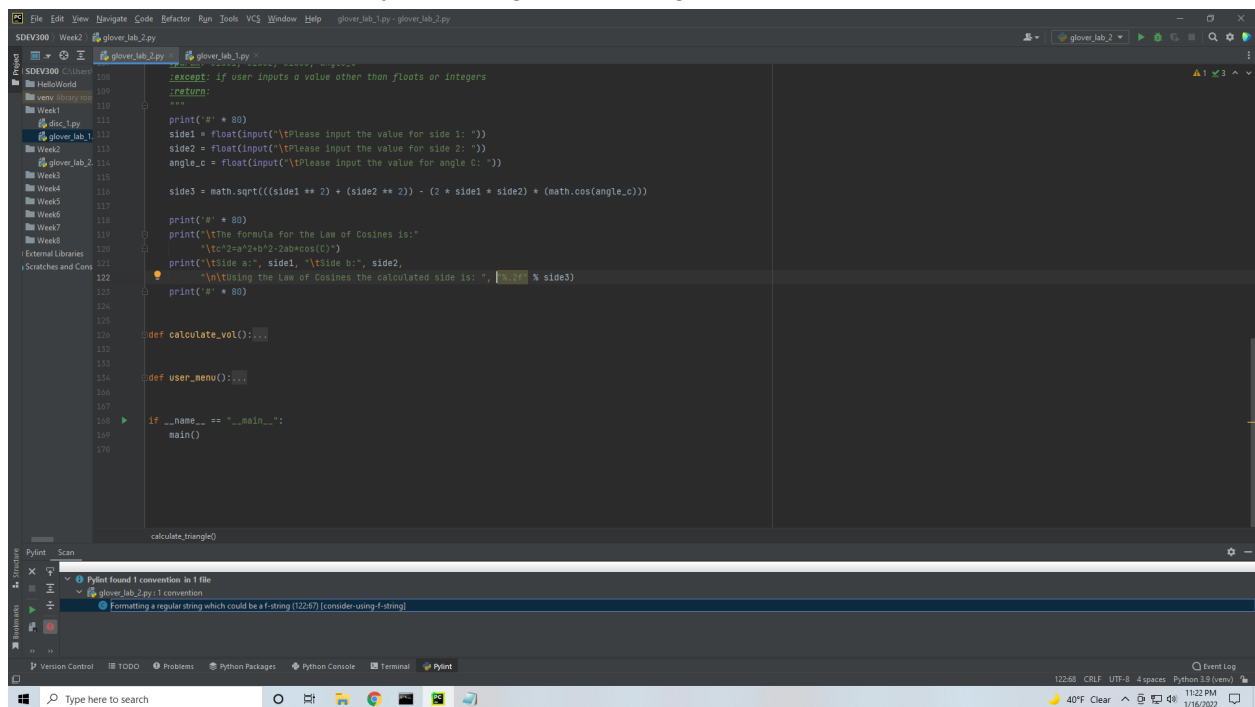 File Edit View Navigate Code Refactor Run Tools VCS Window Help glover_lab_1.py - glover_lab_2.py
SDEV300 Week2 glover_lab_2.py
glover_lab_2
glover_lab_2.py glover_lab_1.py
Project
SDEV300 C:\Users\
HelloWorld
venv library roo
Week1
disc_1.py
glover_lab_1.
Week2
glover_lab_2.
Week3
Week4
Week5
Week6
Week7
Week8
External Libraries
Scratches and Cons
1 3
108 :except: if user inputs a value other than floats or integers
109 :return:
110 """
111 print('#' * 80)
112 side1 = float(input("\tPlease input the value for side 1: "))
113 side2 = float(input("\tPlease input the value for side 2: "))
114 angle_c = float(input("\tPlease input the value for angle C: "))
115
116 side3 = math.sqrt(((side1 ** 2) + (side2 ** 2)) - (2 * side1 * side2) * (math.cos(angle_c)))
117
118 print('#' * 80)
119 print("\tThe formula for the Law of Cosines is:"
120 "\tc^2=a^2+b^2-2ab*cos(C)")
121 print("\tSide a:", side1, "\tSide b:", side2,
122 "\n\tUsing the Law of Cosines the calculated side is: ", "%.2f" % side3)
123 print('#' * 80)
124
125
126 def calculate_vol():...
132
133
134 def user_menu():...
166
167
168 if __name__ == "__main__":
169 main()
170
calculate_triangle()
Structure
Bookmarks
Pylint Scan
Pylint found 1 convention in 1 file
glover_lab_2.py : 1 convention
Formatting a regular string which could be a f-string (122:67) [consider-using-f-string]
Version Control TODO Problems Python Packages Python Console Terminal Pylint
Event Log
122:68 CRLF UTF-8 4 spaces Python 3.9 (venv)
Type here to search
40°F Clear
11:22 PM
1/16/2022